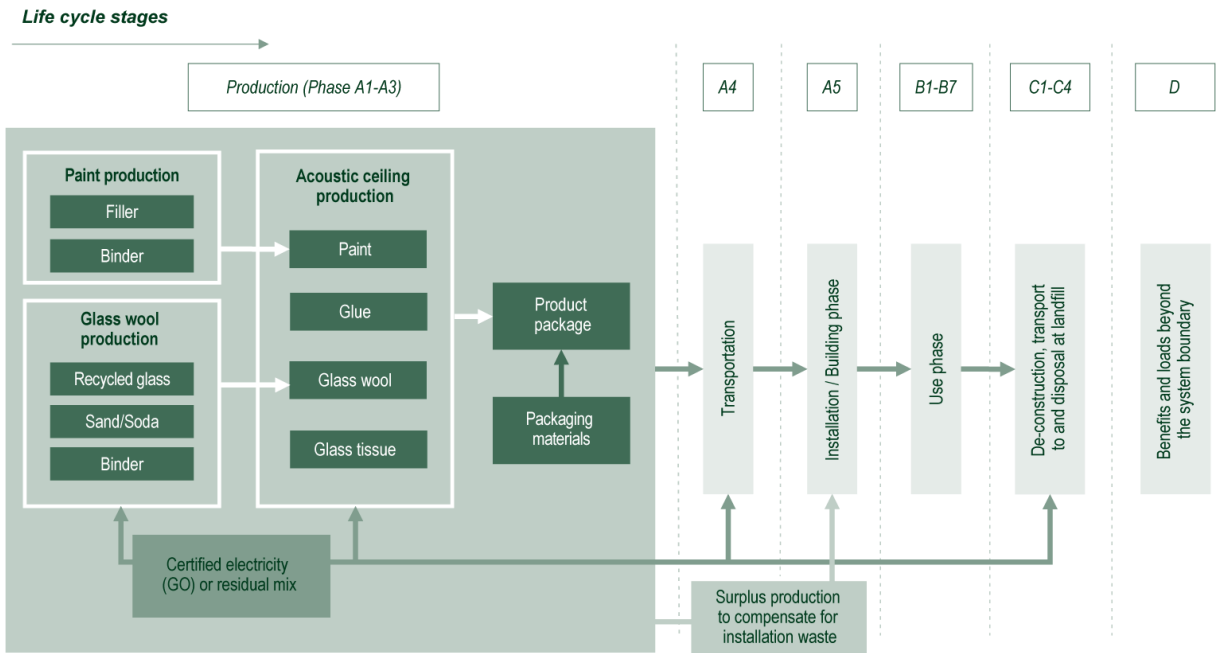 Life cycle stages
Production (Phase A1-A3)
A4
A5
B1-B7
C1-C4
D
Paint production
Filler
Binder
Glass wool
production
Recycled glass
Sand/Soda
Binder
Acoustic ceiling
production
Paint
Glue
Glass wool
Glass tissue
Product
package
Packaging
materials
Transportation
Installation / Building phase
Use phase
De-construction, transport
to and disposal at landfill
Benefits and loads beyond
the system boundary
Certified electricity
(GO) or residual mix
Surplus production
to compensate for
installation waste